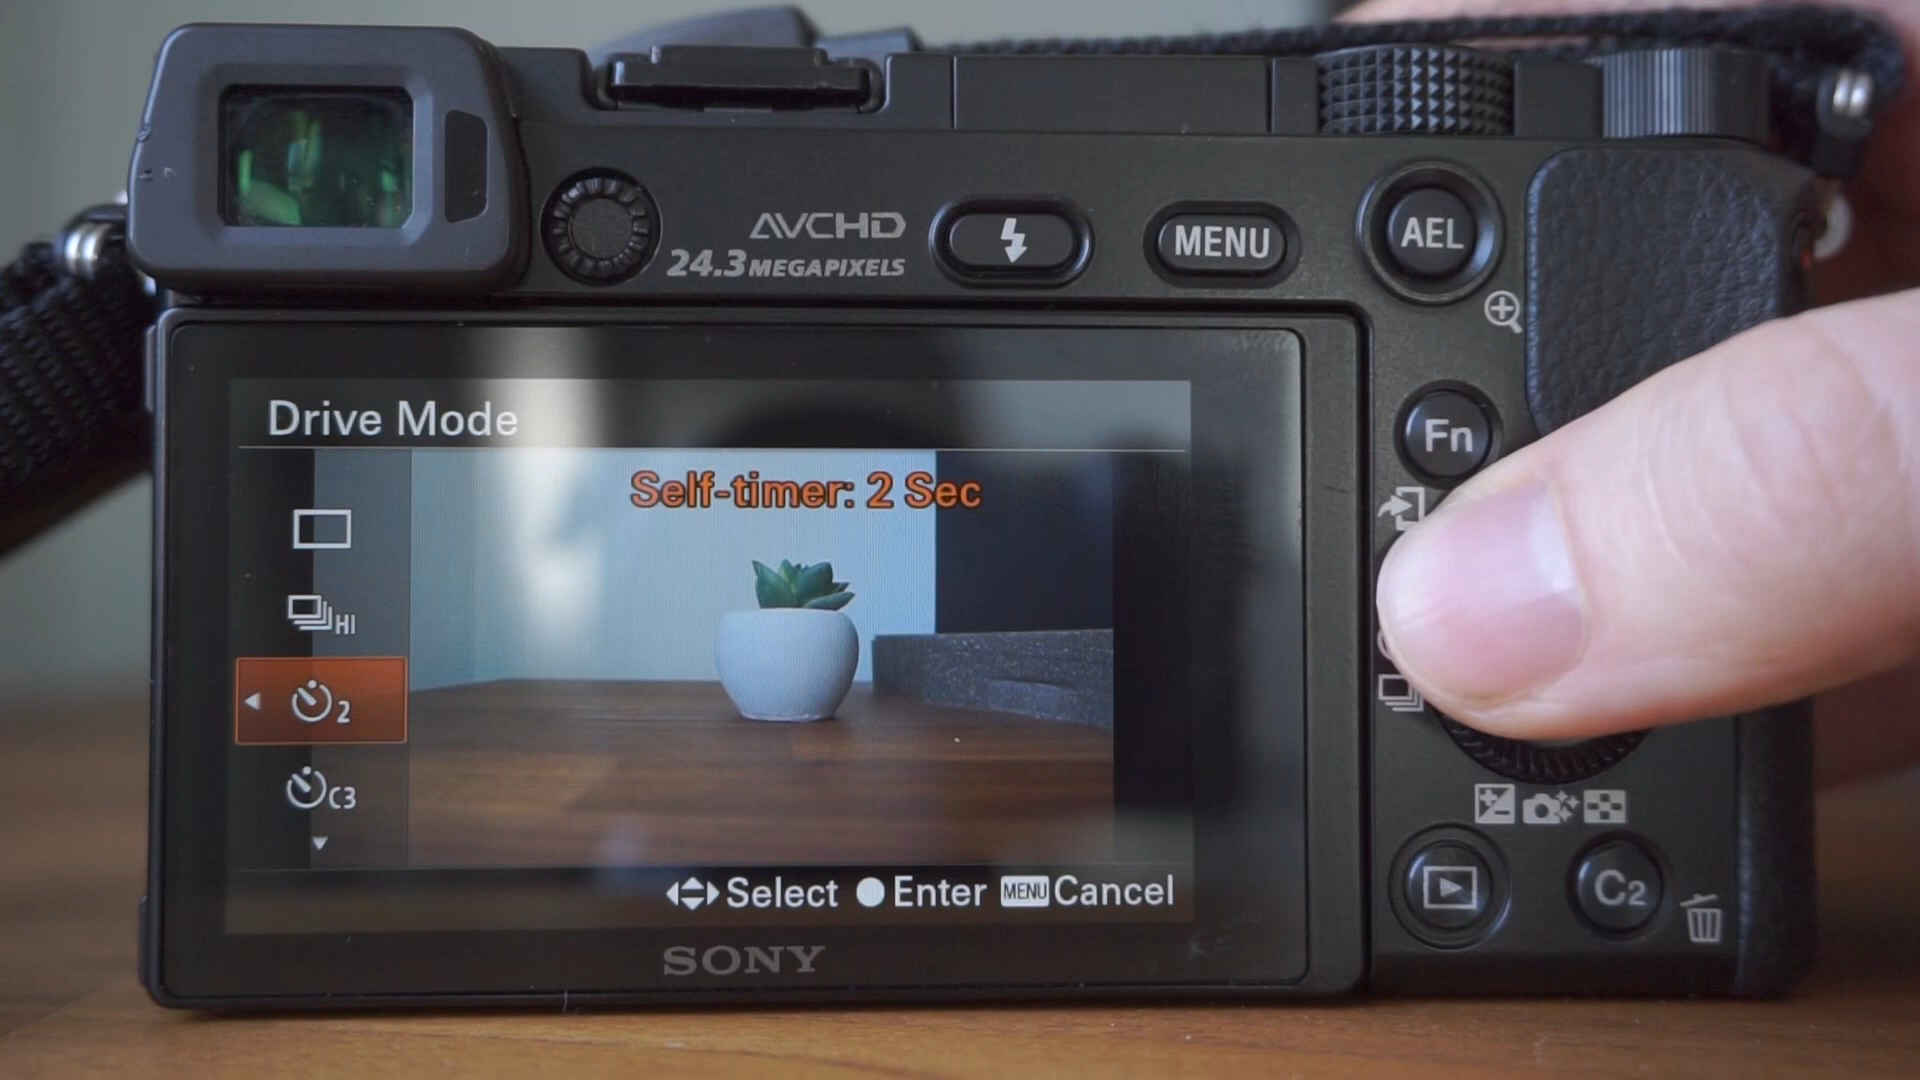 AVCHD
24.3 MEGAPIXELS
MENU
AEL
Fn
Drive Mode
Self-timer: 2 Sec
HI
2
C3
Select Enter MENU Cancel
C2
SONY